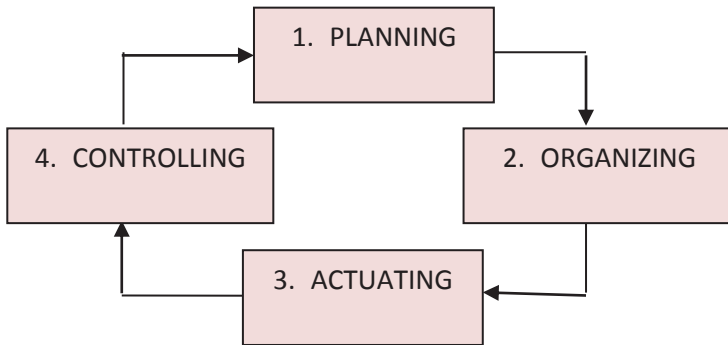 1. PLANNING
2. ORGANIZING
3. ACTUATING
4. CONTROLLING